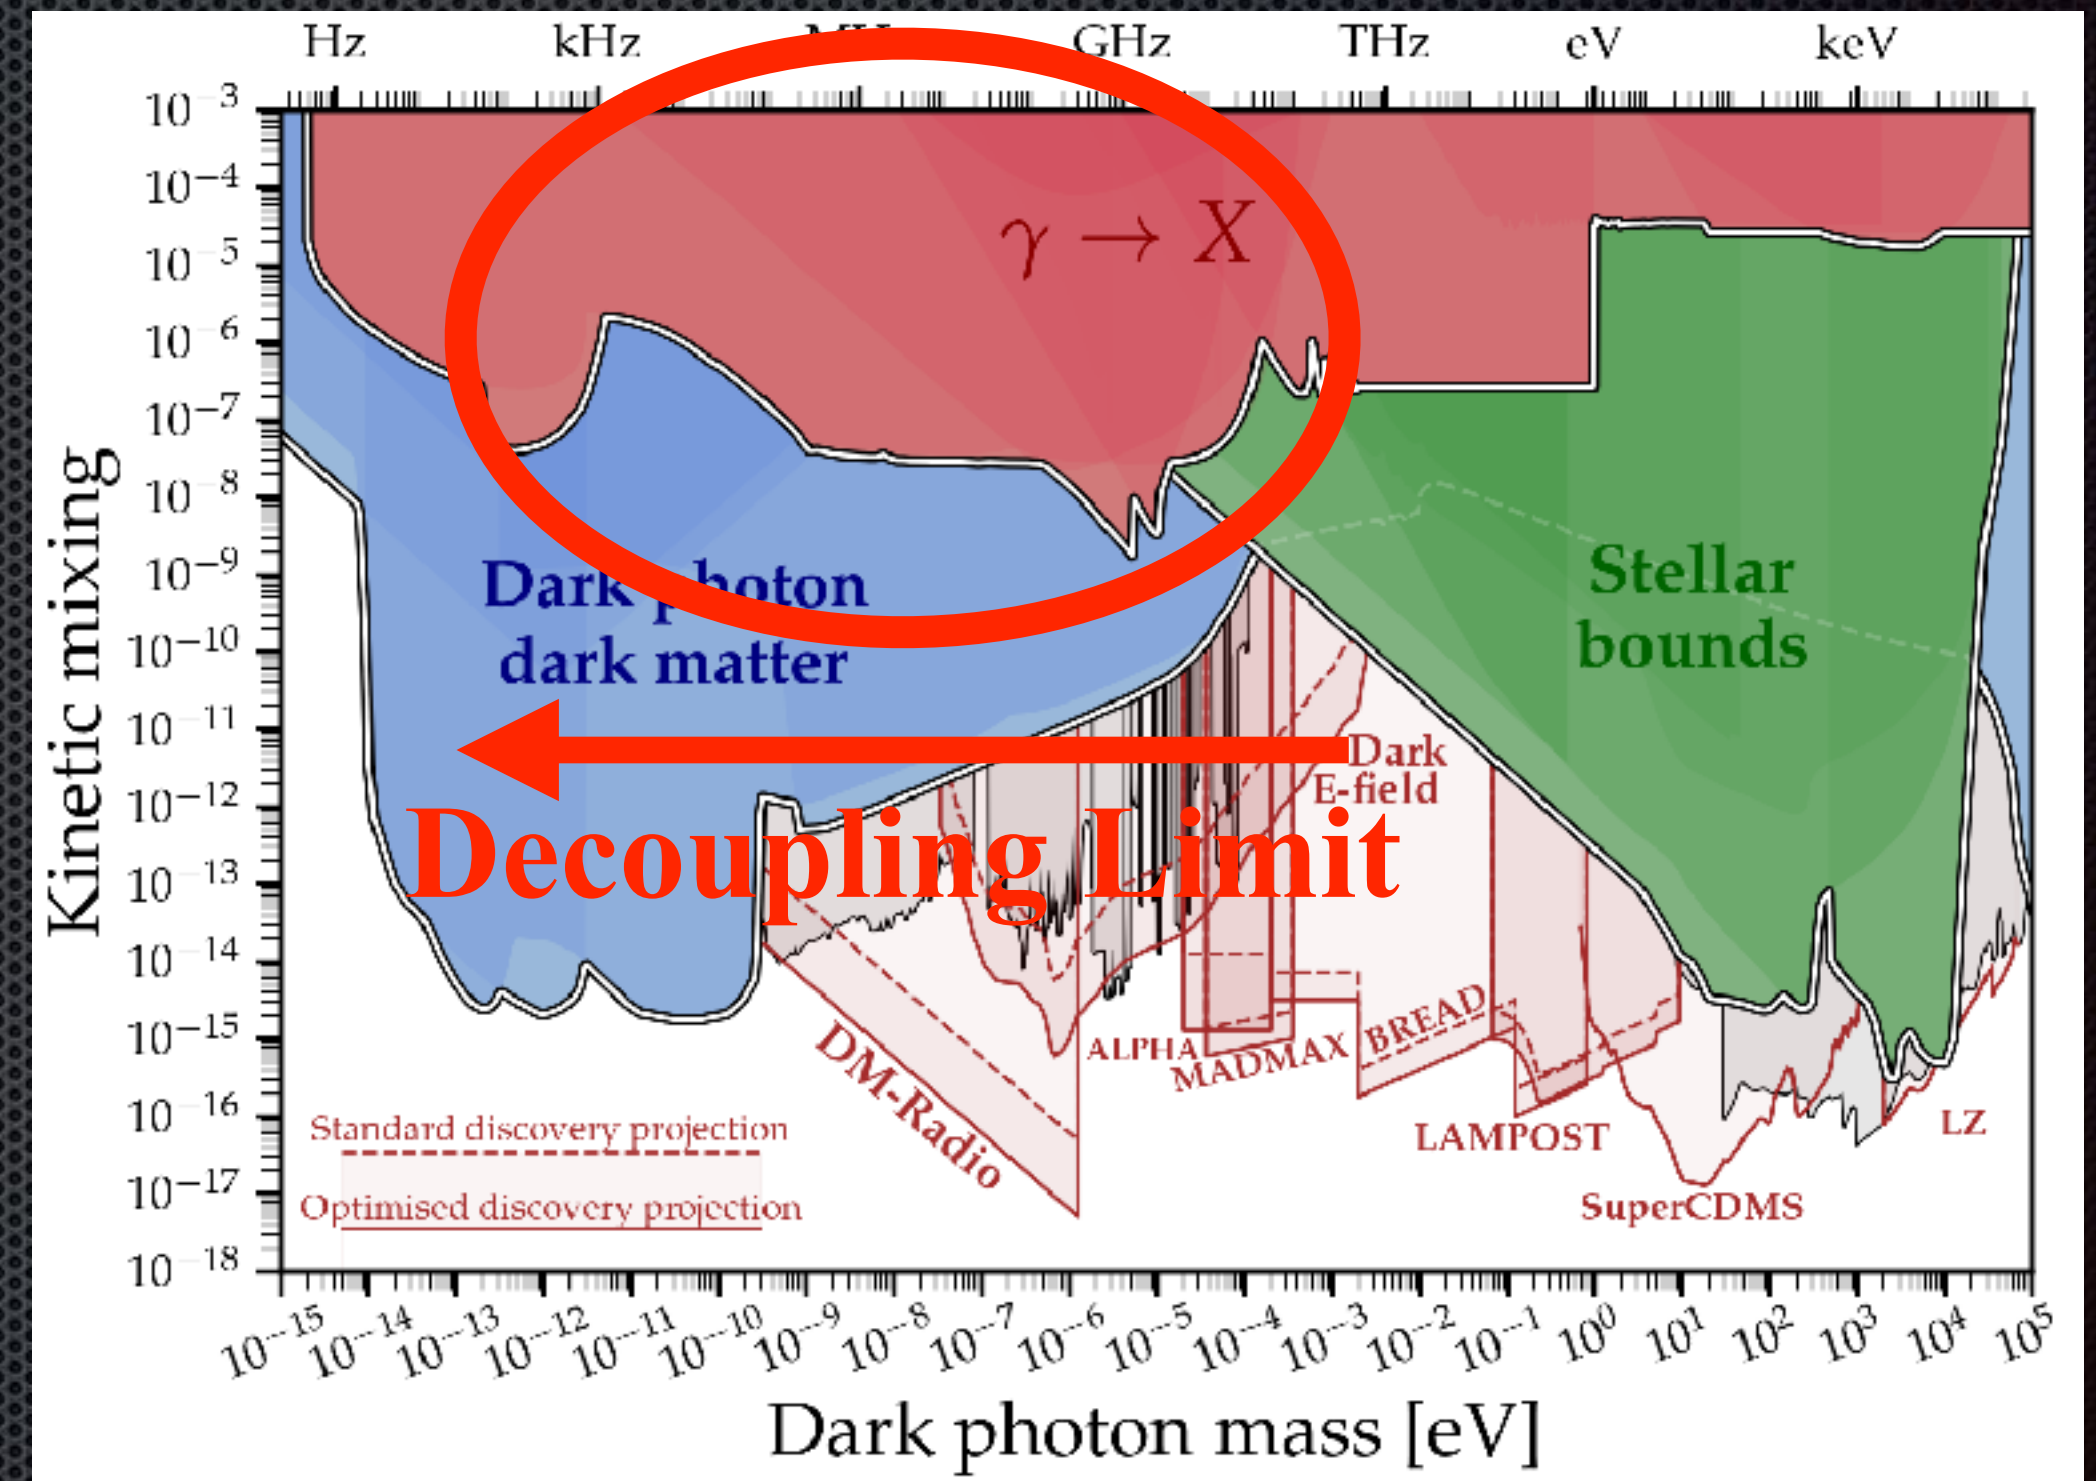 Hz kHz MHz GHz THz eV keV
10−3
10−4
10−5
10−6
10−7
10−8
10−9
10−10
10−11
10−12
10−13
10−14
10−15
10−16
10−17
10−18
Kinetic mixing
γ → X
Dark photon
dark matter
Stellar
bounds
Dark
E-field
Decoupling Limit
DM-Radio
ALPHA
MADMAX
BREAD
LAMPOST
SuperCDMS
LZ
Standard discovery projection
Optimised discovery projection
10−15 10−14 10−13 10−12 10−11 10−10 10−9 10−8 10−7 10−6 10−5 10−4 10−3 10−2 10−1 100 101 102 103 104 105
Dark photon mass [eV]